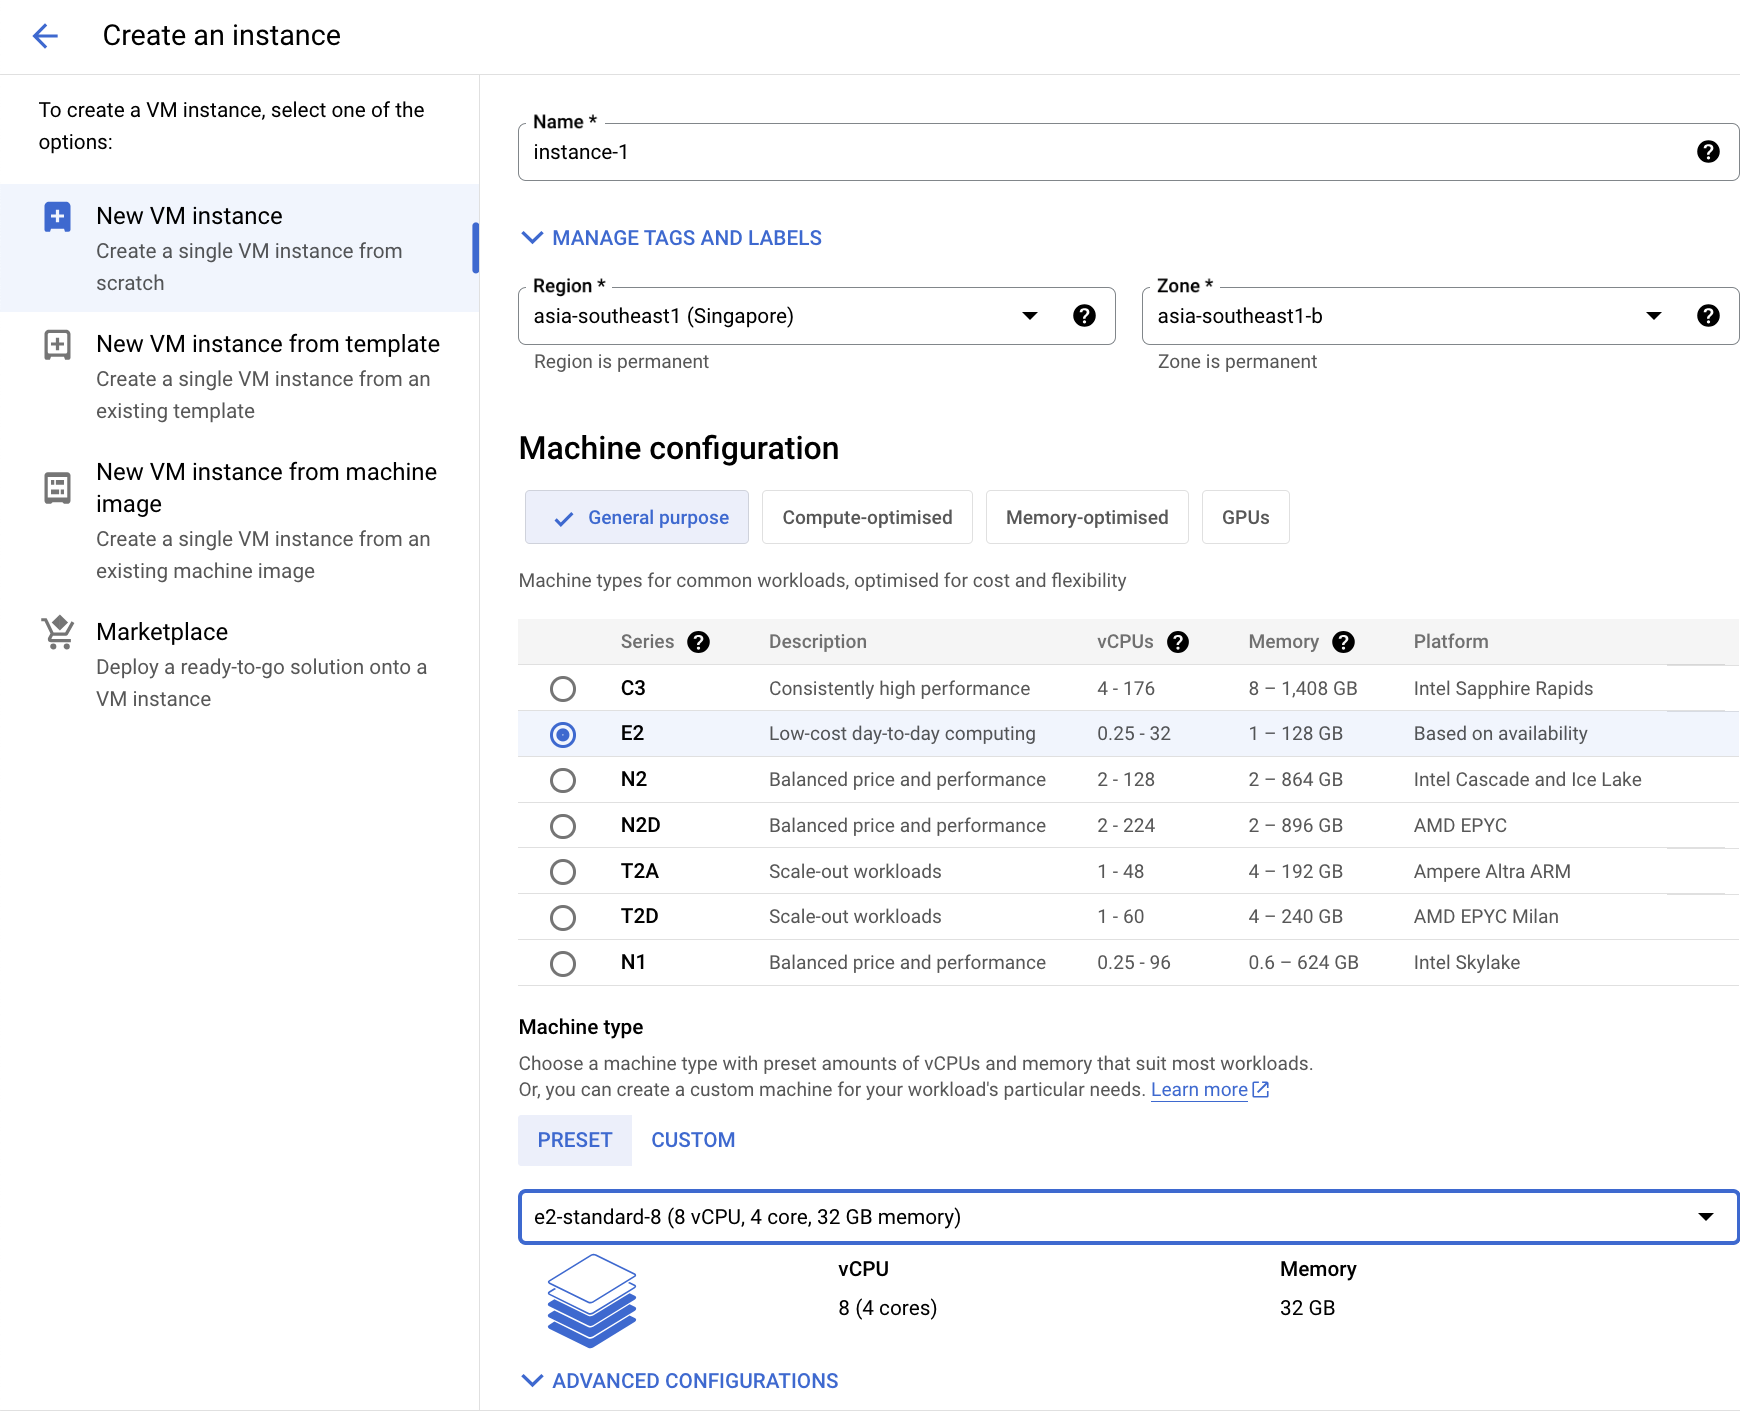 Create an instance
To create a VM instance, select one of the
options:
New VM instance
Create a single VM instance from
scratch
New VM instance from template
Create a single VM instance from an
existing template
New VM instance from machine
image
Create a single VM instance from an
existing machine image
Marketplace
Deploy a ready-to-go solution onto a
VM instance
Name *
instance-1
MANAGE TAGS AND LABELS
Region *
asia-southeast1 (Singapore)
Region is permanent
Zone *
asia-southeast1-b
Zone is permanent
Machine configuration
General purpose Compute-optimised Memory-optimised GPUs
Machine types for common workloads, optimised for cost and flexibility
Series Description vCPUs Memory Platform
C3 Consistently high performance 4 - 176 8 – 1,408 GB Intel Sapphire Rapids
E2 Low-cost day-to-day computing 0.25 - 32 1 – 128 GB Based on availability
N2 Balanced price and performance 2 - 128 2 – 864 GB Intel Cascade and Ice Lake
N2D Balanced price and performance 2 - 224 2 – 896 GB AMD EPYC
T2A Scale-out workloads 1 - 48 4 – 192 GB Ampere Altra ARM
T2D Scale-out workloads 1 - 60 4 – 240 GB AMD EPYC Milan
N1 Balanced price and performance 0.25 - 96 0.6 – 624 GB Intel Skylake
Machine type
Choose a machine type with preset amounts of vCPUs and memory that suit most workloads.
Or, you can create a custom machine for your workload's particular needs. Learn more
PRESET CUSTOM
e2-standard-8 (8 vCPU, 4 core, 32 GB memory)
vCPU Memory
8 (4 cores) 32 GB
ADVANCED CONFIGURATIONS